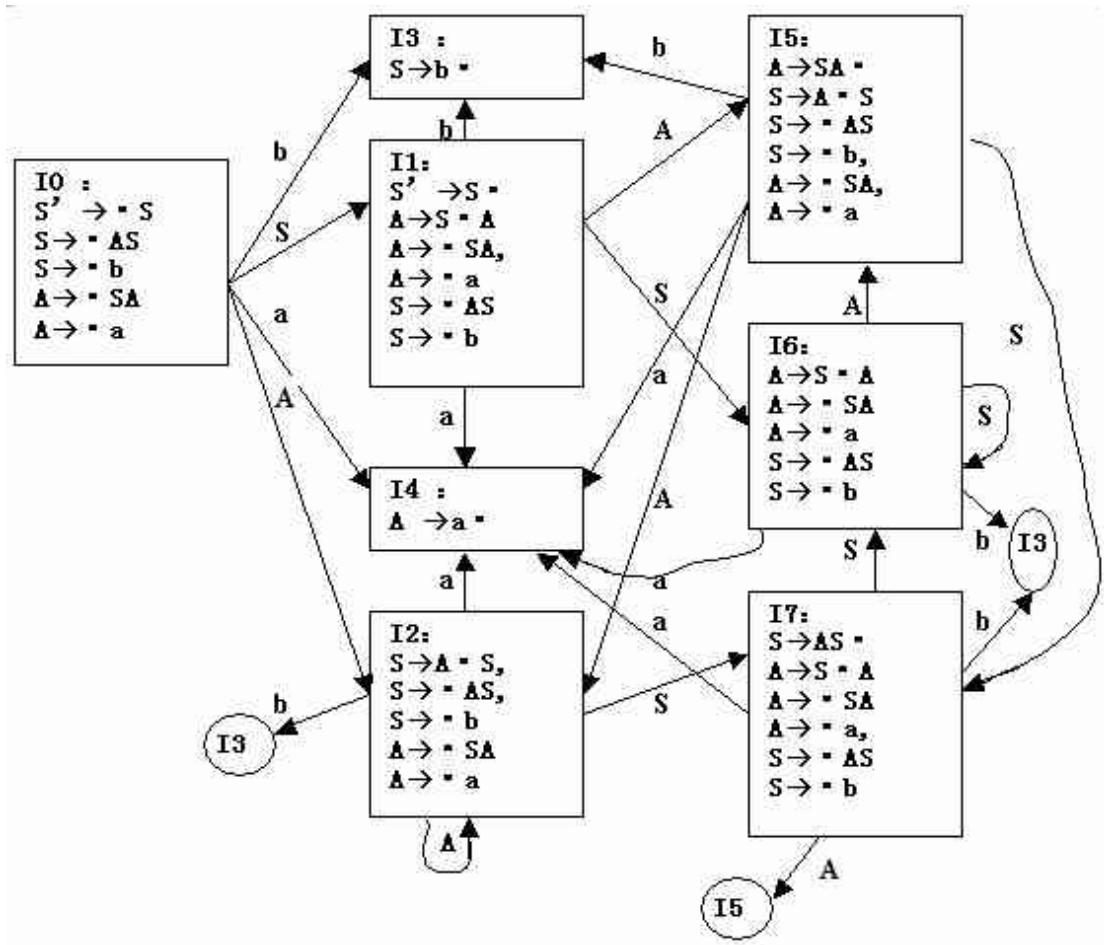 I3 :
S→b ▪
I5:
A→SA ▪
S→A ▪ S
S→ ▪ AS
S→ ▪ b,
A→ ▪ SA,
A→ ▪ a
b
b
b
A
I0 :
S' → ▪ S
S→ ▪ AS
S→ ▪ b
A→ ▪ SA
A→ ▪ a
I1:
S' →S ▪
A→S ▪ A
A→ ▪ SA,
A→ ▪ a
S→ ▪ AS
S→ ▪ b
S
a
A
S
a
A
S
a
A
I6:
A→S ▪ A
A→ ▪ SA
A→ ▪ a
S→ ▪ AS
S→ ▪ b
S
I4 :
A →a ▪
b
I3
S
a
a
a
b
I2:
S→A ▪ S,
S→ ▪ AS,
S→ ▪ b
A→ ▪ SA
A→ ▪ a
I7:
S→AS ▪
A→S ▪ A
A→ ▪ SA
A→ ▪ a,
S→ ▪ AS
S→ ▪ b
b
I3
S
A
A
I5